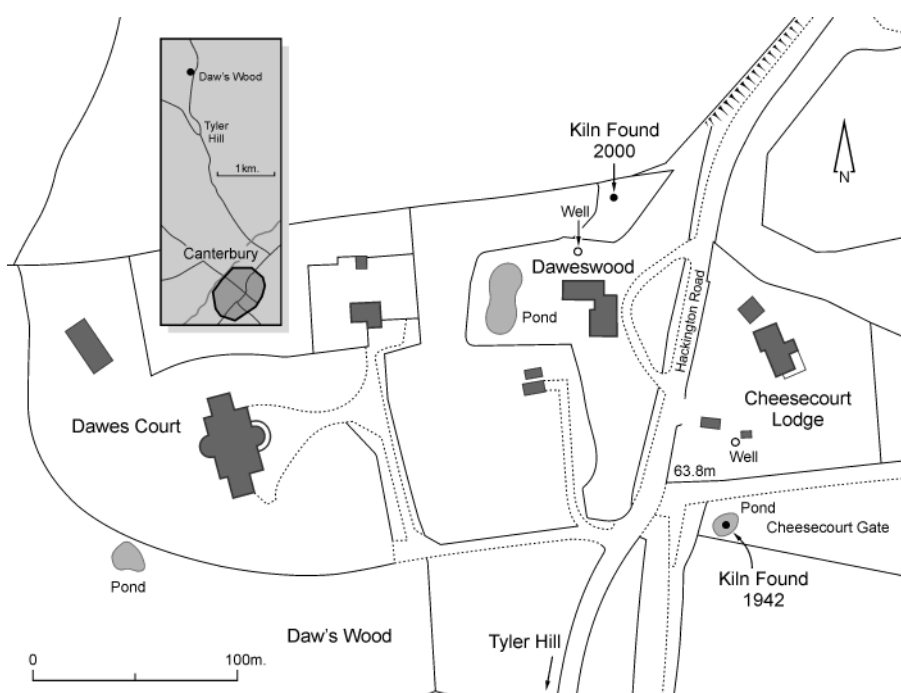 Daw's Wood
Tyler
Hill
1km.
Canterbury
Kiln Found
2000
N
Well
Daweswood
Pond
Hackington Road
Dawes Court
Cheesecourt
Lodge
Well
63.8m
Pond
Cheesecourt Gate
Kiln Found
1942
Pond
Daw's Wood
Tyler Hill
0
100m.